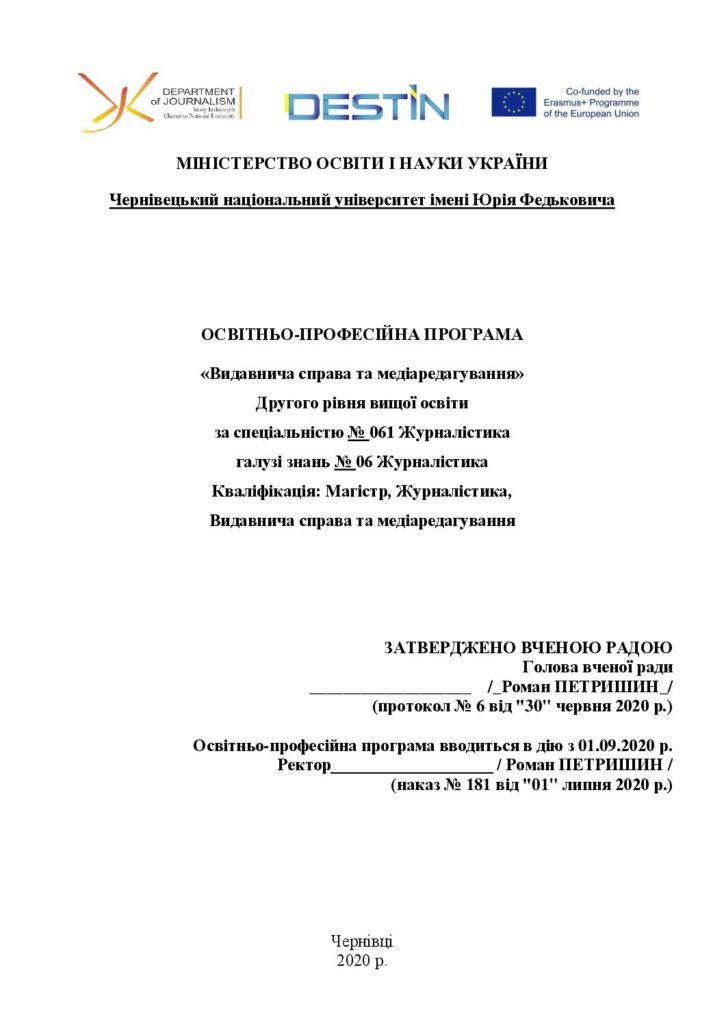 DEPARTMENT
of JOURNALISM
Yuriy Fedkovych
Chernivtsi National University
DESTIN
Co-funded by the
Erasmus+ Programme
of the European Union
МІНІСТЕРСТВО ОСВІТИ І НАУКИ УКРАЇНИ
Чернівецький національний університет імені Юрія Федьковича
ОСВІТНЬО-ПРОФЕСІЙНА ПРОГРАМА
«Видавнича справа та медіаредагування»
Другого рівня вищої освіти
за спеціальністю № 061 Журналістика
галузі знань № 06 Журналістика
Кваліфікація: Магістр, Журналістика,
Видавнича справа та медіаредагування
ЗАТВЕРДЖЕНО ВЧЕНОЮ РАДОЮ
Голова вченої ради
___________________ /_Роман ПЕТРИШИН_/
(протокол № 6 від "30" червня 2020 р.)
Освітньо-професійна програма вводиться в дію з 01.09.2020 р.
Ректор___________________ / Роман ПЕТРИШИН /
(наказ № 181 від "01" липня 2020 р.)
Чернівці
2020 р.